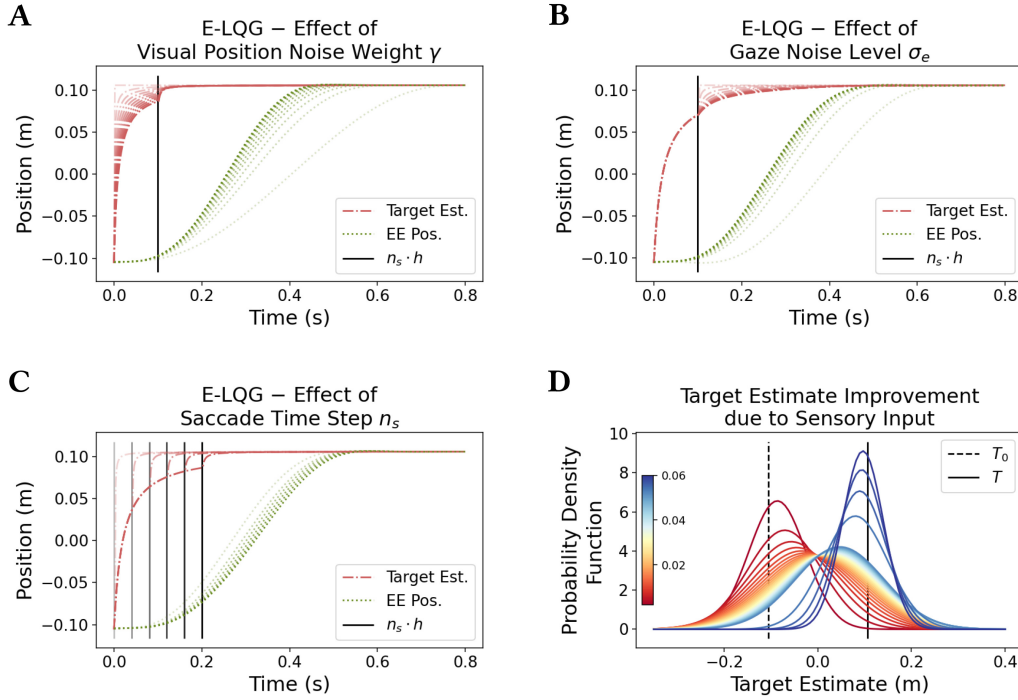 A
E-LQG − Effect of
Visual Position Noise Weight γ
Position (m)
0.10
0.05
0.00
−0.05
−0.10
Target Est.
EE Pos.
nₛ · h
0.0 0.2 0.4 0.6 0.8
Time (s)
B
E-LQG − Effect of
Gaze Noise Level σₑ
Position (m)
0.10
0.05
0.00
−0.05
−0.10
Target Est.
EE Pos.
nₛ · h
0.0 0.2 0.4 0.6 0.8
Time (s)
C
E-LQG − Effect of
Saccade Time Step nₛ
Position (m)
0.10
0.05
0.00
−0.05
−0.10
Target Est.
EE Pos.
nₛ · h
0.0 0.2 0.4 0.6 0.8
Time (s)
D
Target Estimate Improvement
due to Sensory Input
Probability Density
Function
10
8
6
4
2
0
0.06
0.04
0.02
T₀
T
−0.2 0.0 0.2 0.4
Target Estimate (m)